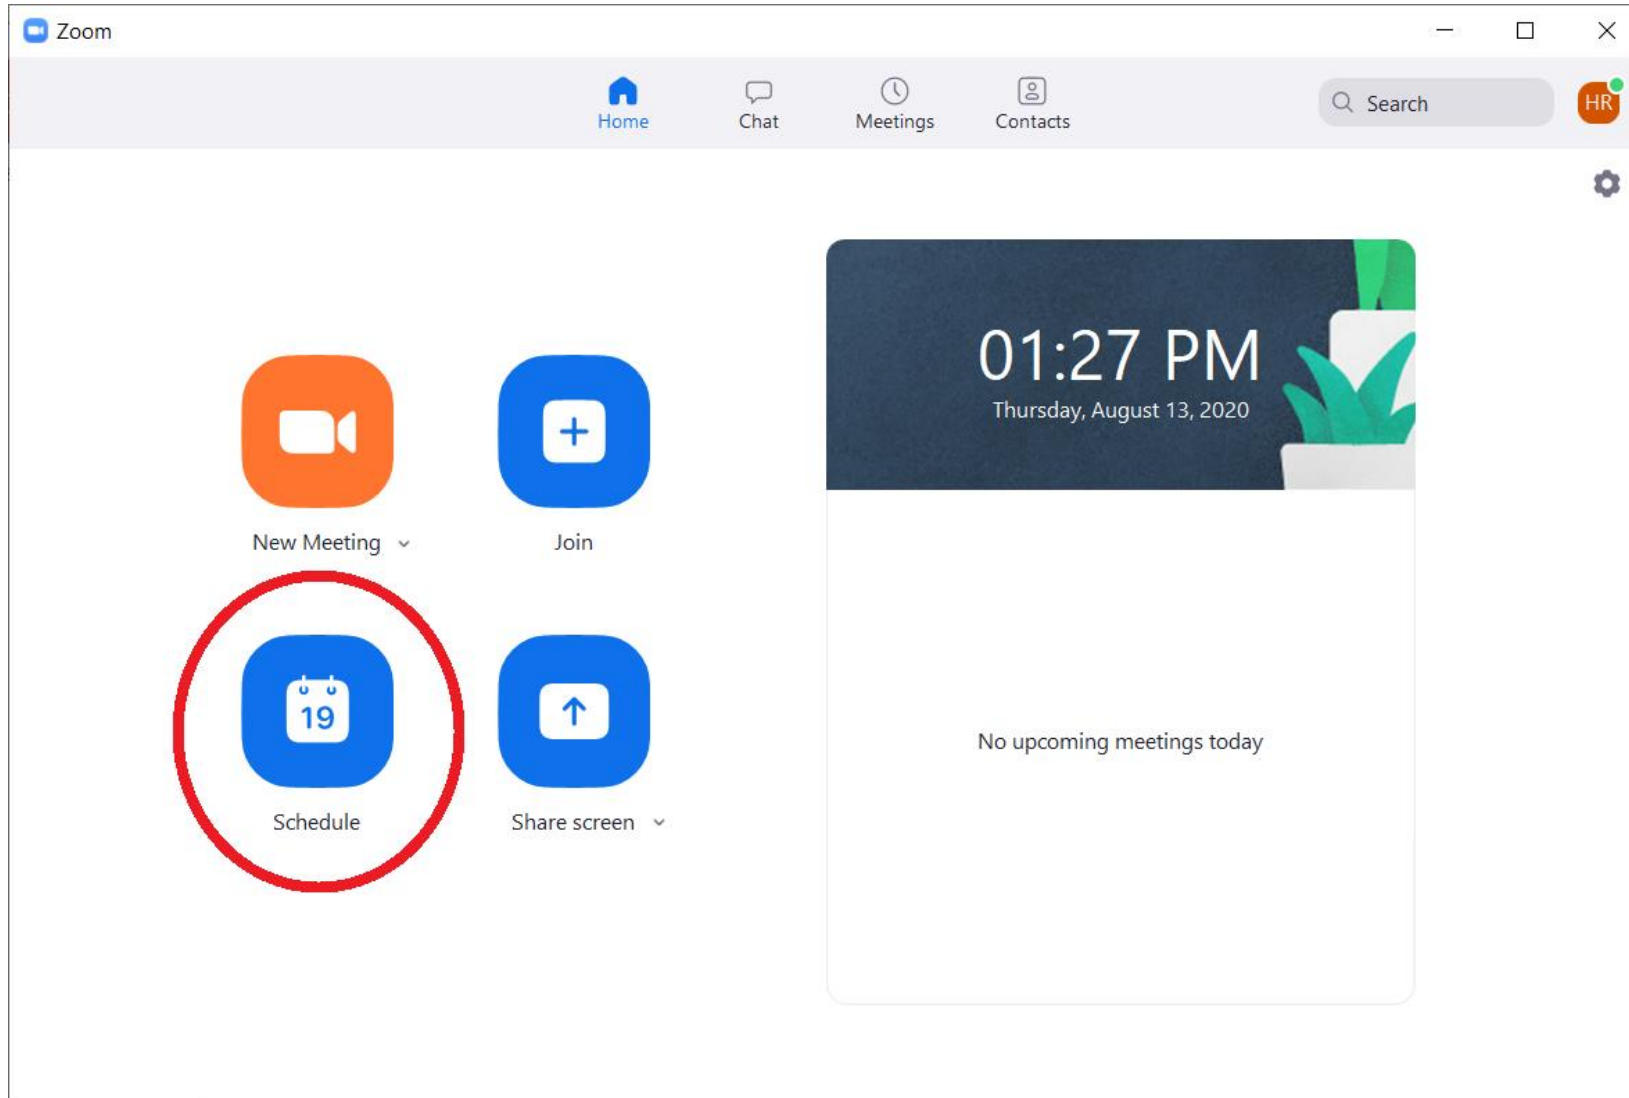 Zoom
Home Chat Meetings Contacts
Search
HR
01:27 PM
Thursday, August 13, 2020
New Meeting
Join
19
Schedule
Share screen
No upcoming meetings today